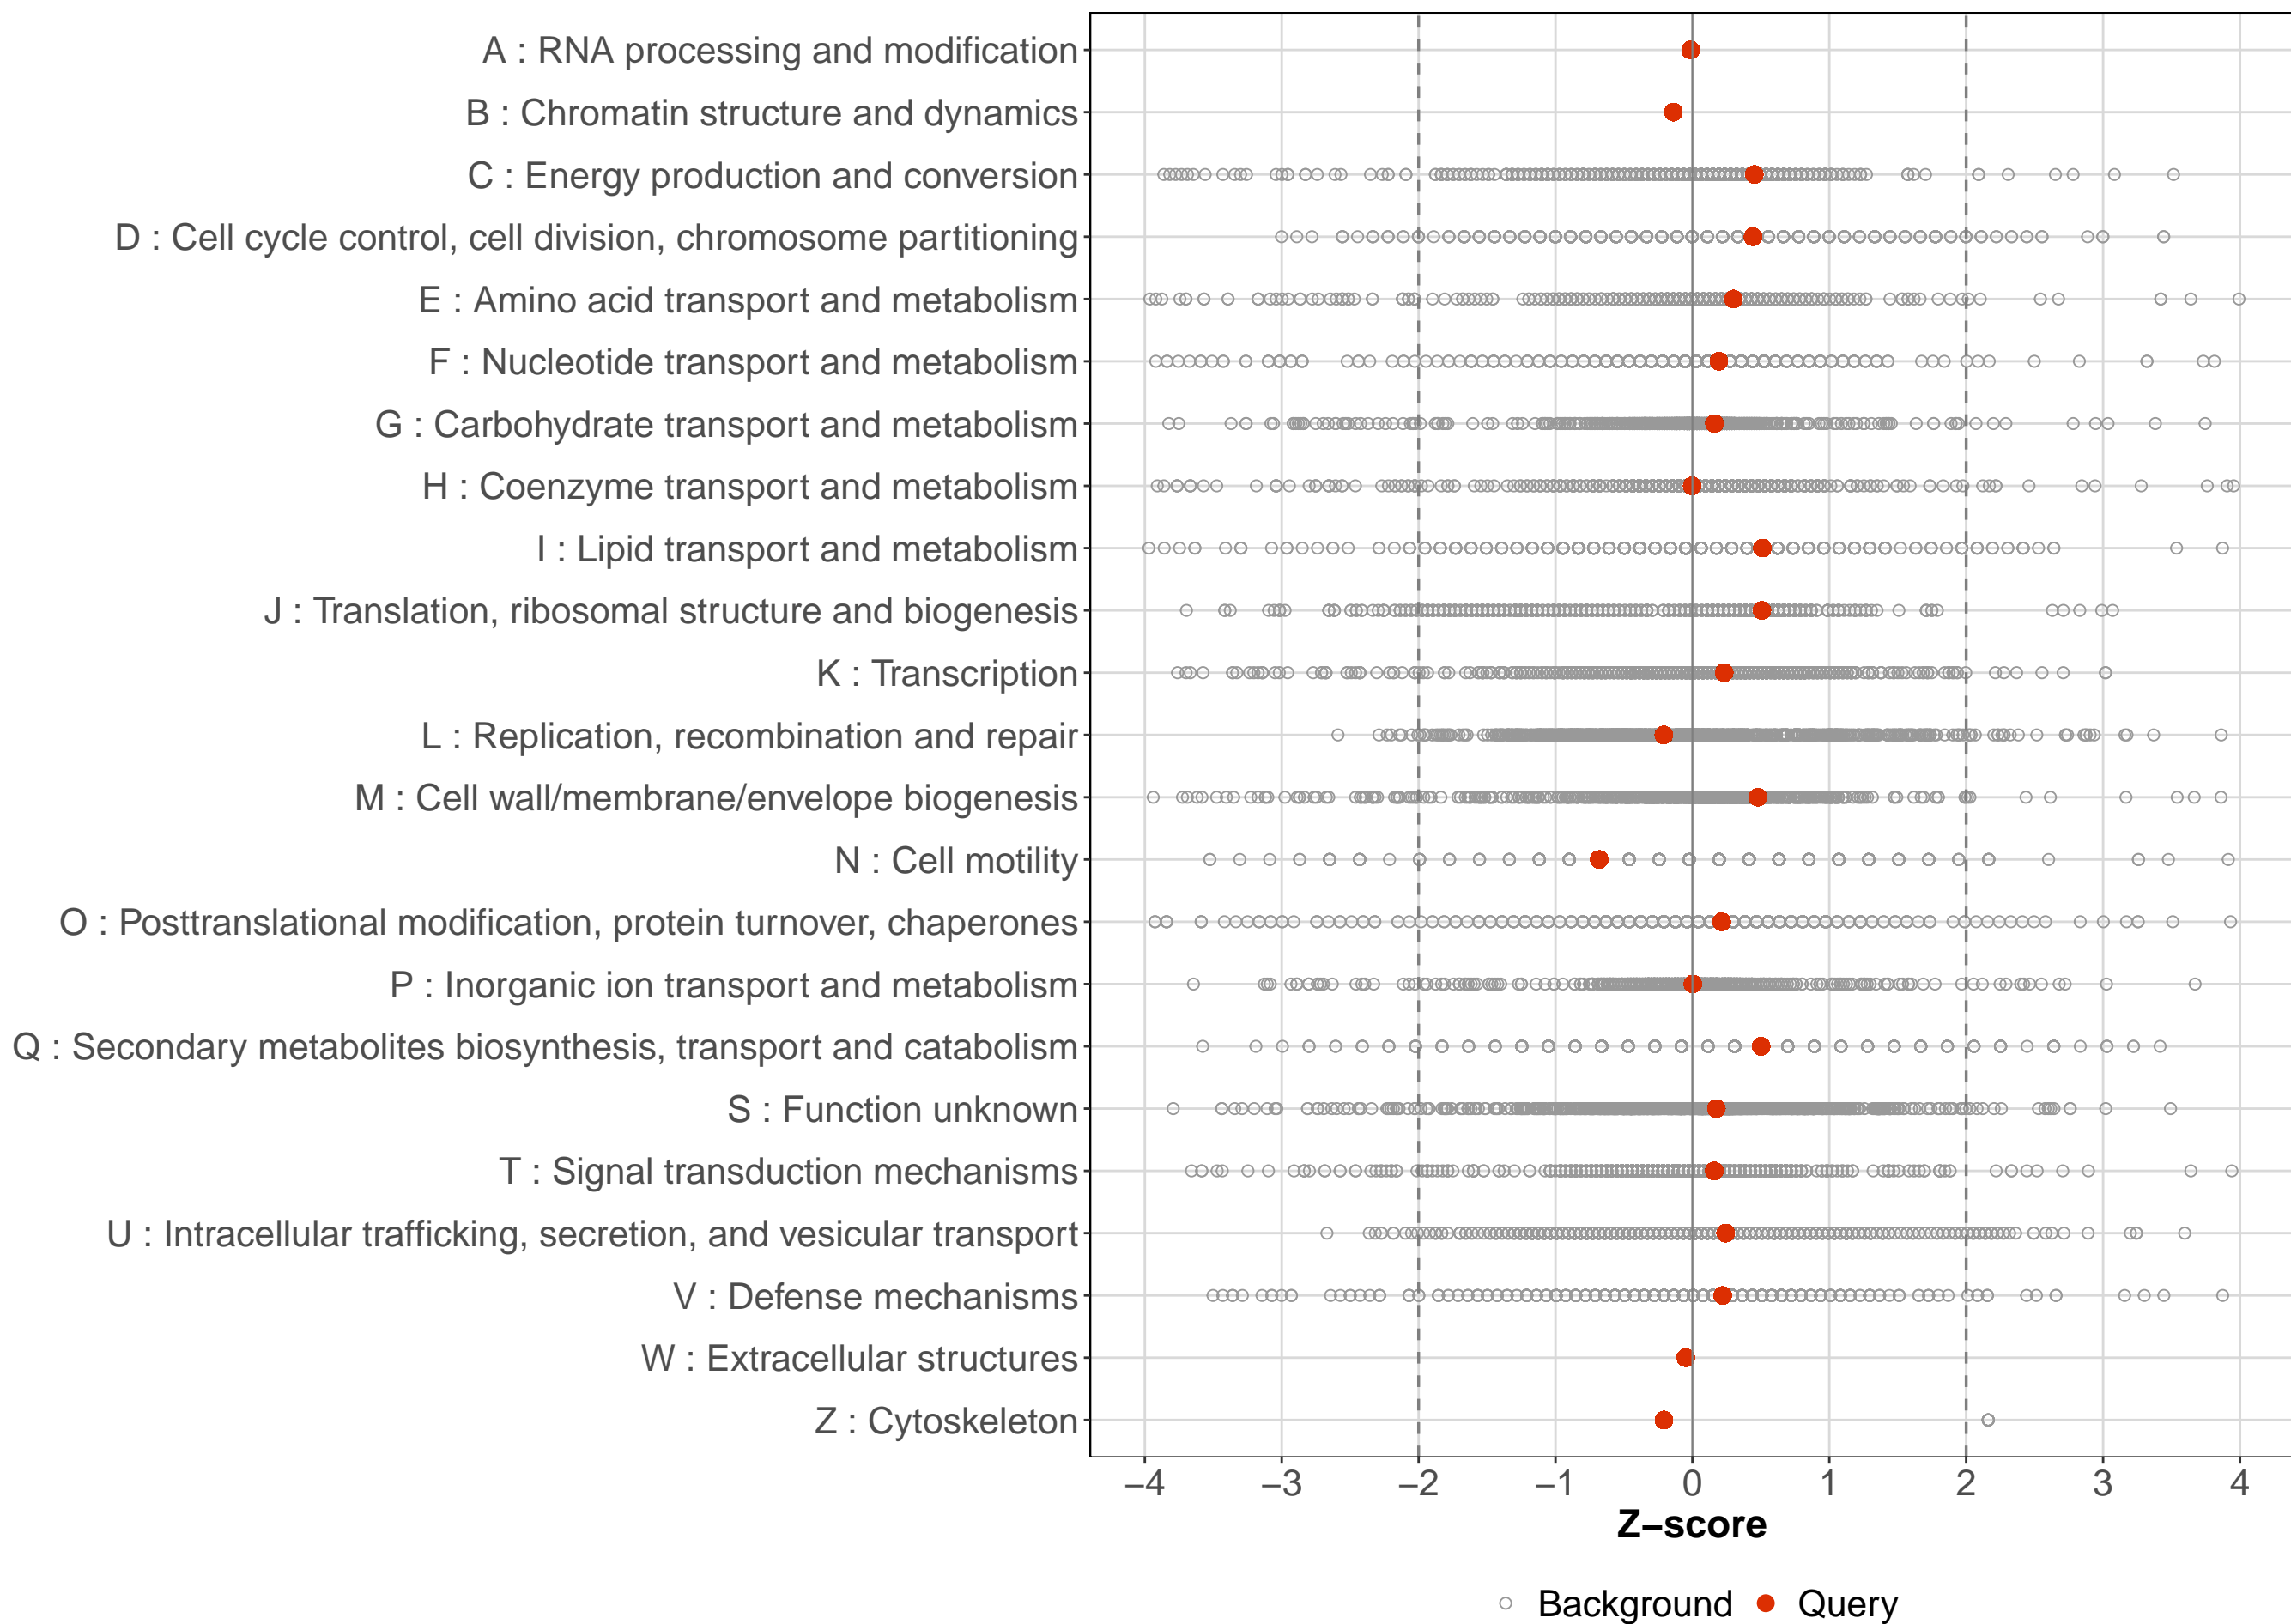 A : RNA processing and modification
B : Chromatin structure and dynamics
C : Energy production and conversion
D : Cell cycle control, cell division, chromosome partitioning
E : Amino acid transport and metabolism
F : Nucleotide transport and metabolism
G : Carbohydrate transport and metabolism
H : Coenzyme transport and metabolism
I : Lipid transport and metabolism
J : Translation, ribosomal structure and biogenesis
K : Transcription
L : Replication, recombination and repair
M : Cell wall/membrane/envelope biogenesis
N : Cell motility
O : Posttranslational modification, protein turnover, chaperones
P : Inorganic ion transport and metabolism
Q : Secondary metabolites biosynthesis, transport and catabolism
S : Function unknown
T : Signal transduction mechanisms
U : Intracellular trafficking, secretion, and vesicular transport
V : Defense mechanisms
W : Extracellular structures
Z : Cytoskeleton
−4 −3 −2 −1 0 1 2 3 4
Z−score
Background Query